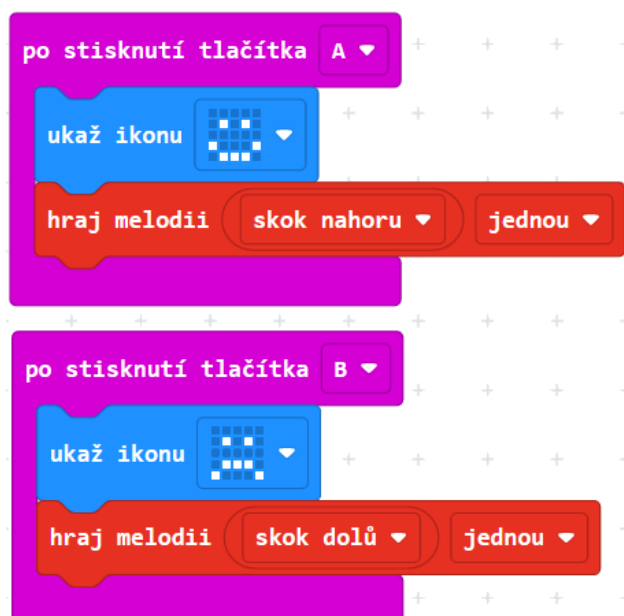 po stisknutí tlačítka A
ukaž ikonu
hraj melodii skok nahoru jednou
po stisknutí tlačítka B
ukaž ikonu
hraj melodii skok dolů jednou